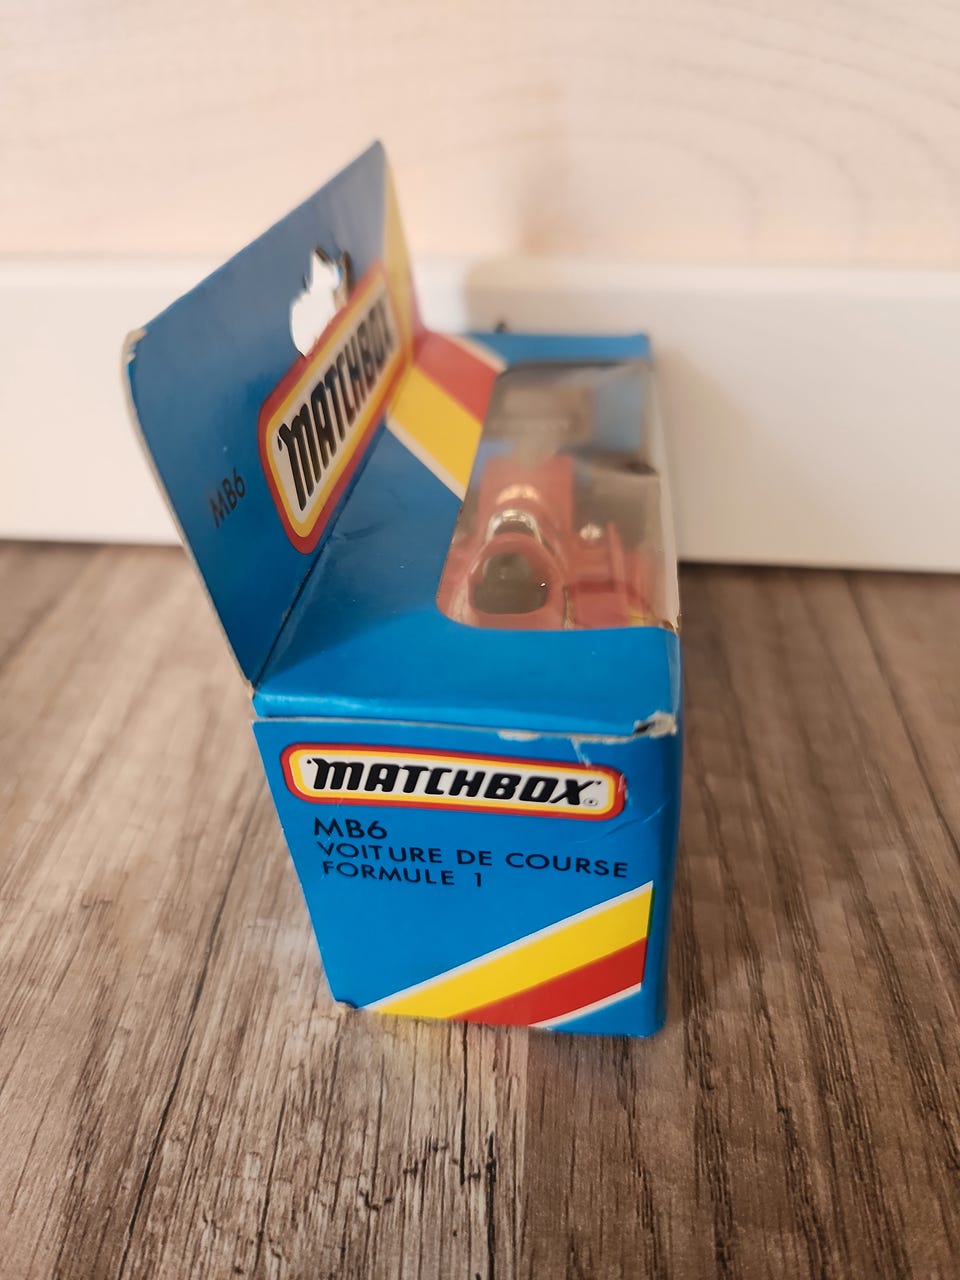 MATCHBOX
MB6
MATCHBOX®
MB6
VOITURE DE COURSE
FORMULE 1